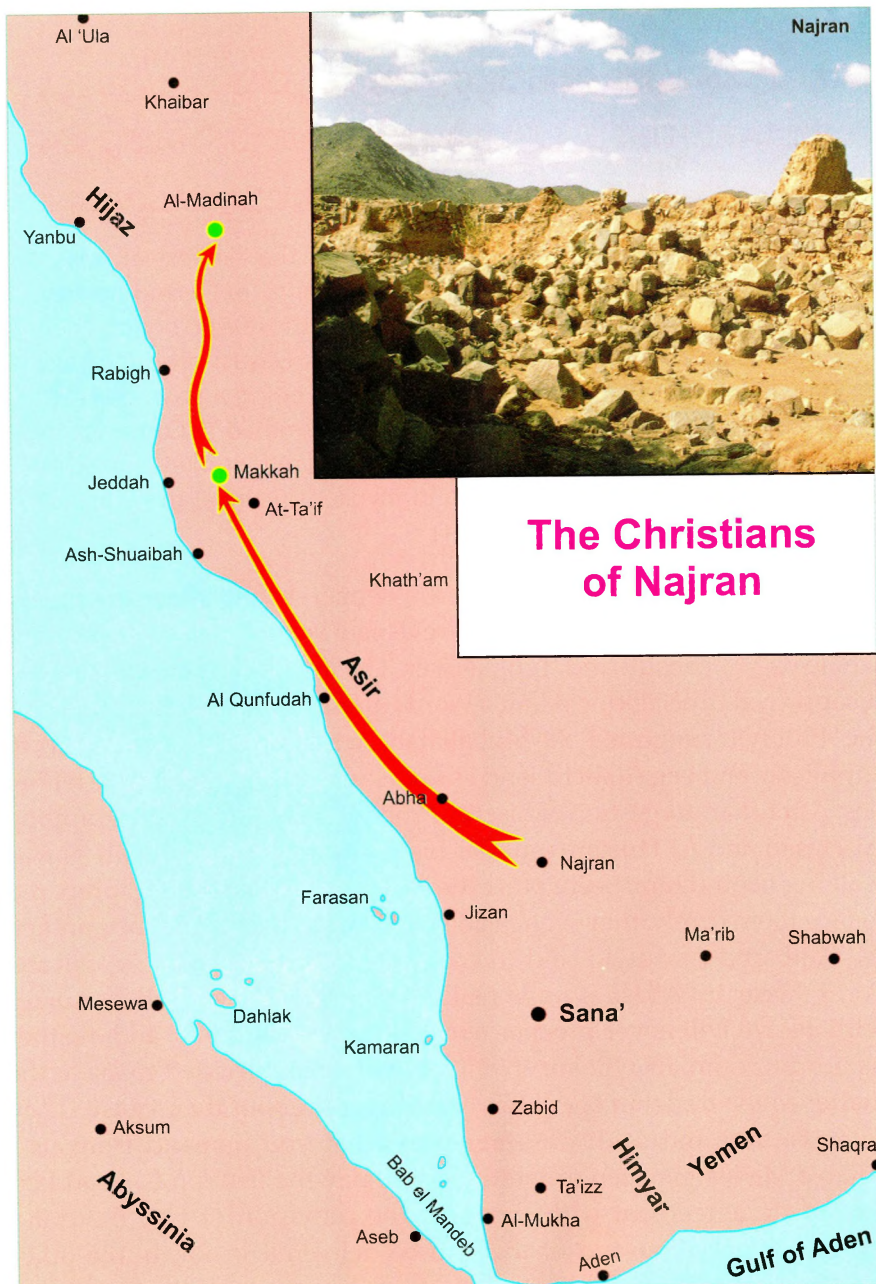 Najran
Al ‘Ula
Khaibar
Hijaz
Al-Madinah
Yanbu
Rabigh
Makkah
Jeddah
At-Ta’if
Ash-Shuaibah
The Christians
of Najran
Khath’am
Asir
Al Qunfudah
Abha
Najran
Farasan
Jizan
Ma’rib
Shabwah
Mesewa
Dahlak
Sana’
Kamaran
Zabid
Aksum
Himyar
Yemen
Shaqra
Abyssinia
Bab el Mandeb
Ta’izz
Al-Mukha
Aseb
Aden
Gulf of Aden